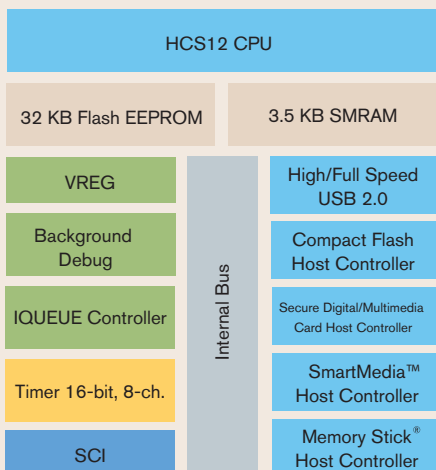 HCS12 CPU
32 KB Flash EEPROM
3.5 KB SMRAM
VREG
Background
Debug
IQUEUE Controller
Timer 16-bit, 8-ch.
SCI
Internal Bus
High/Full Speed
USB 2.0
Compact Flash
Host Controller
Secure Digital/Multimedia
Card Host Controller
SmartMedia™
Host Controller
Memory Stick®
Host Controller